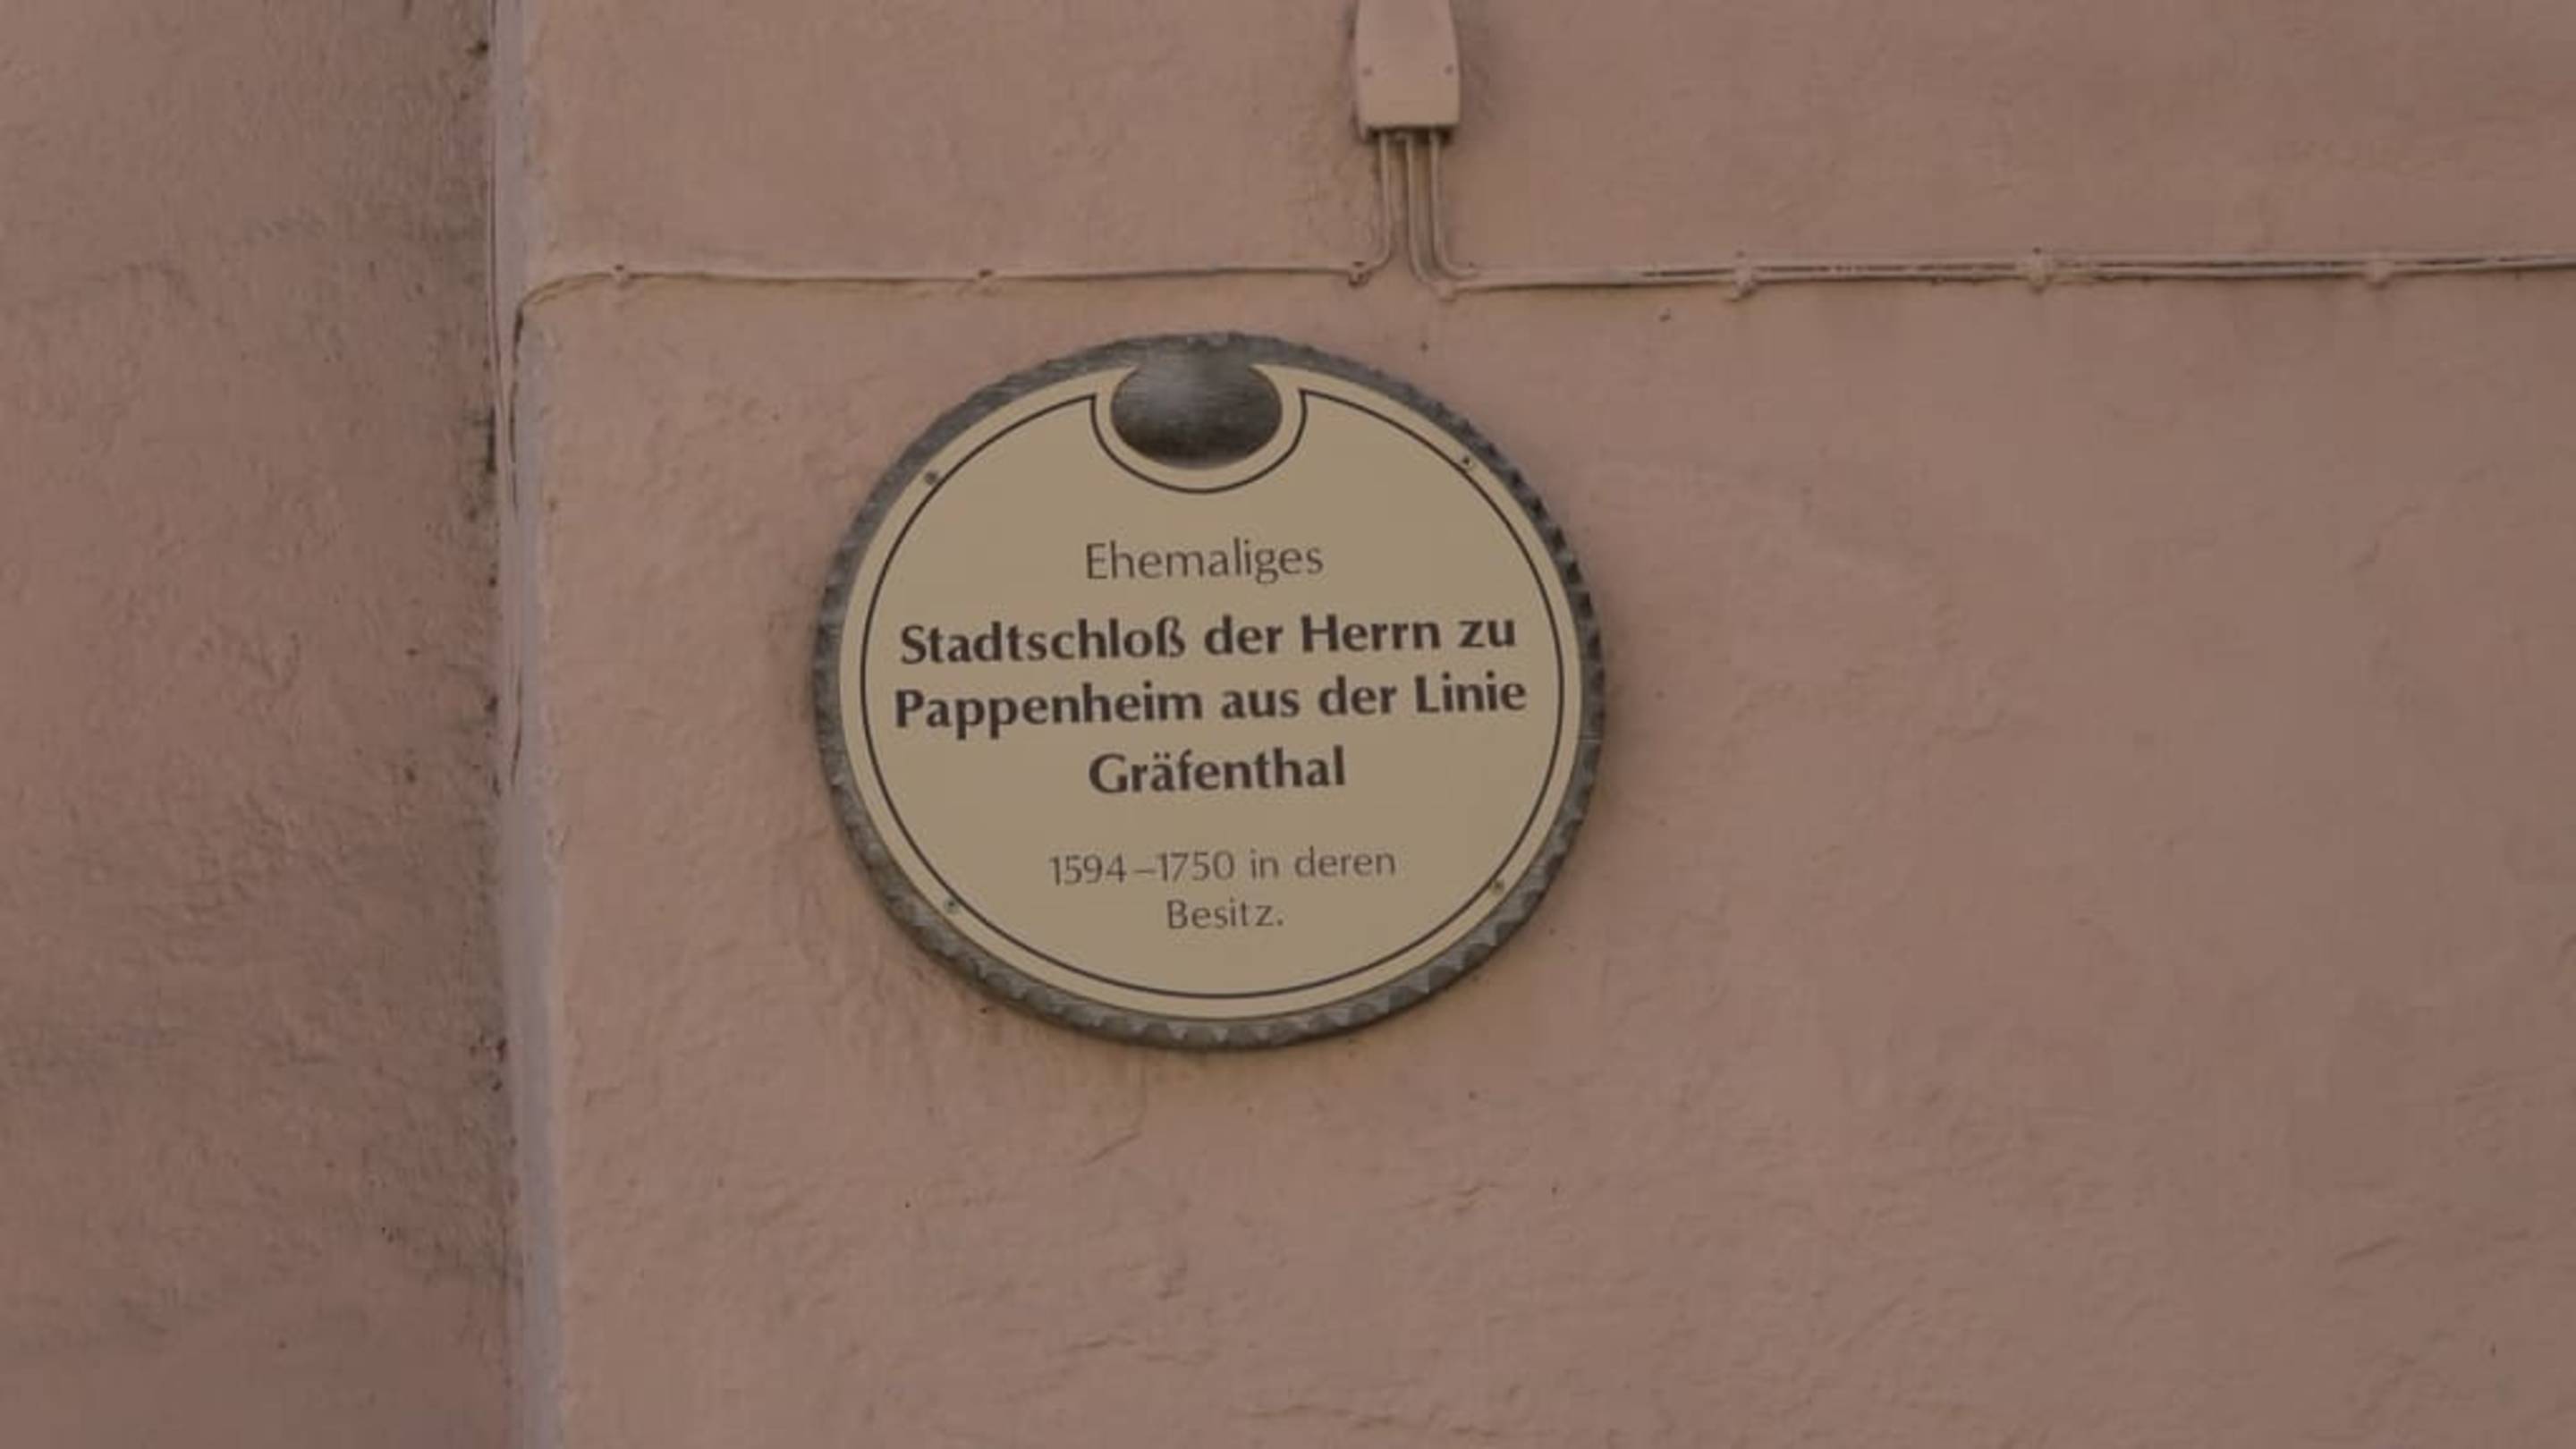 Ehemaliges
Stadtschloß der Herrn zu
Pappenheim aus der Linie
Gräfenthal
1594–1750 in deren
Besitz.